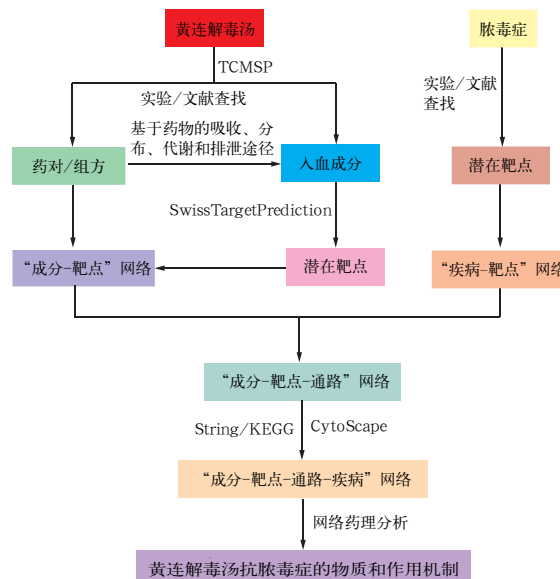 黄连解毒汤
脓毒症
TCMSP
实验/文献查找
实验/文献
查找
基于药物的吸收、分
布、代谢和排泄途径
药对/组方
入血成分
潜在靶点
SwissTargetPrediction
“成分-靶点”网络
潜在靶点
“疾病-靶点”网络
“成分-靶点-通路”网络
String/KEGG
CytoScape
“成分-靶点-通路-疾病”网络
网络药理分析
黄连解毒汤抗脓毒症的物质和作用机制